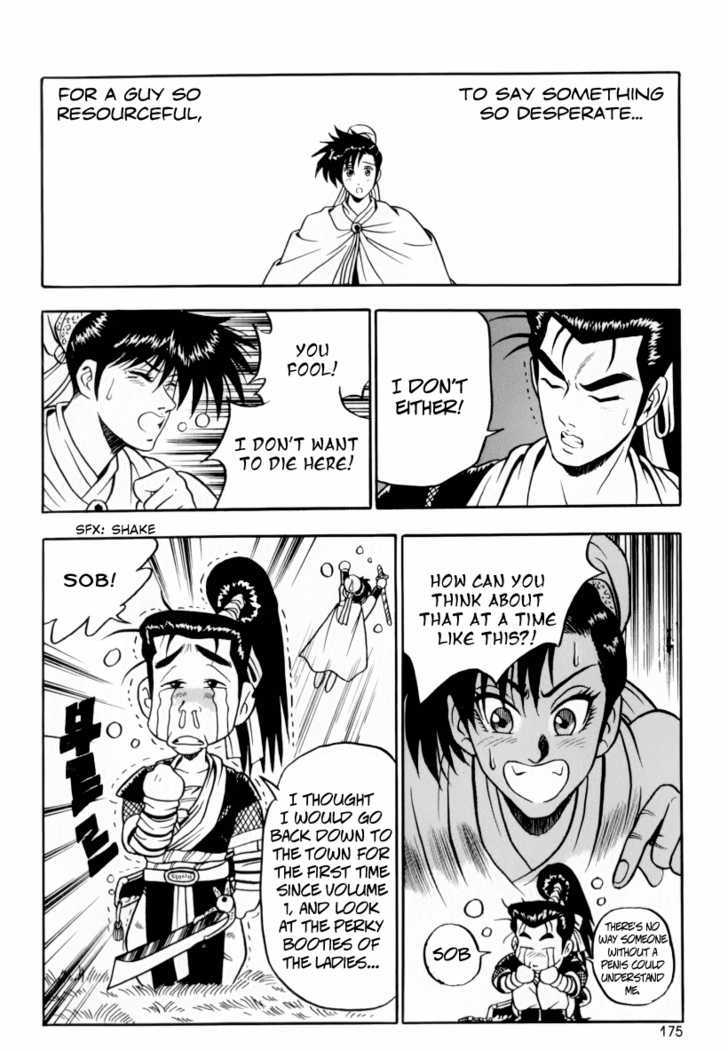 FOR A GUY SO
RESOURCEFUL,
TO SAY SOMETHING
SO DESPERATE...
YOU
FOOL!
I DON'T WANT
TO DIE HERE!
I DON'T
EITHER!
SFX: SHAKE
SOB!
부들
I THOUGHT
I WOULD GO
BACK DOWN TO
THE TOWN FOR
THE FIRST TIME
SINCE VOLUME
1, AND LOOK
AT THE PERKY
BOOTIES OF
THE LADIES...
HOW CAN YOU
THINK ABOUT
THAT AT A TIME
LIKE THIS?!
SOB
THERE'S NO
WAY SOMEONE
WITHOUT A
PENIS COULD
UNDERSTAND
ME.
175